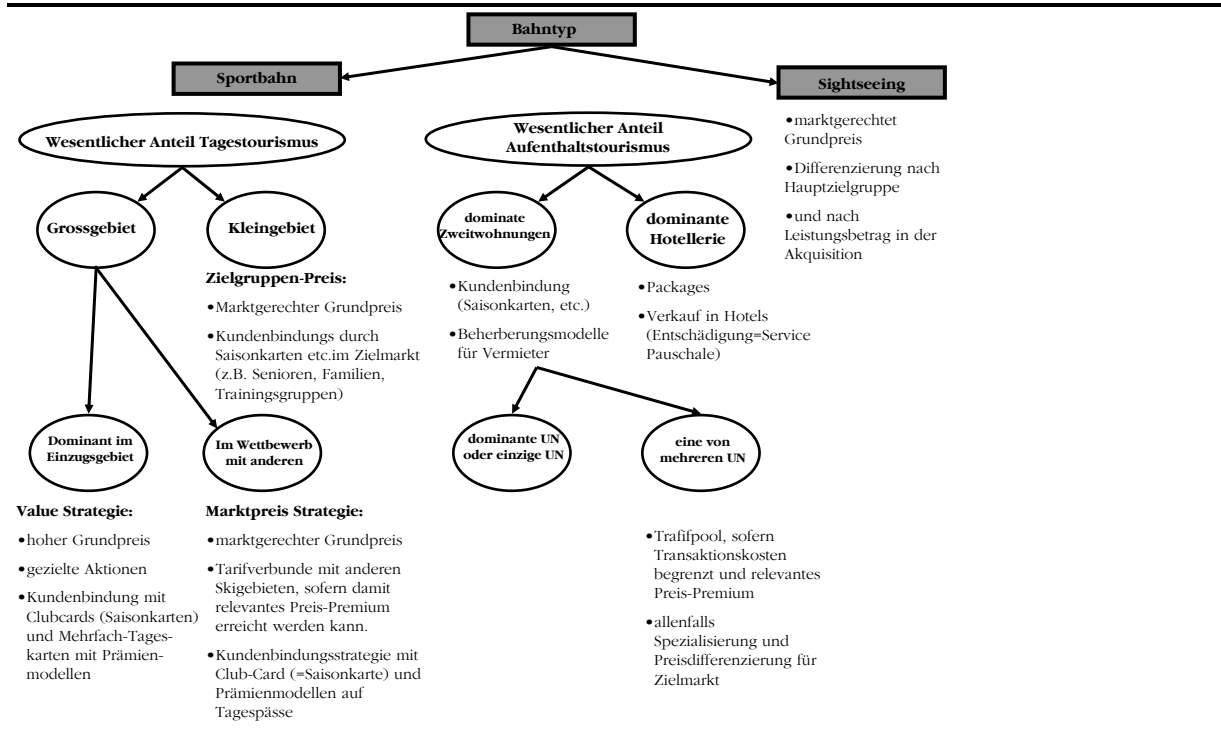 Bahntyp
Sportbahn
Sightseeing
Wesentlicher Anteil Tagestourismus
Wesentlicher Anteil
Aufenthaltstourismus
•marktgerechtet
Grundpreis
•Differenzierung nach
Hauptzielgruppe
•und nach
Leistungsbetrag in der
Akquisition
Grossgebiet
Kleingebiet
dominate
Zweitwohnungen
dominante
Hotellerie
Zielgruppen-Preis:
•Marktgerechter Grundpreis
•Kundenbindungs durch
Saisonkarten etc.im Zielmarkt
(z.B. Senioren, Familien,
Trainingsgruppen)
•Kundenbindung
(Saisonkarten, etc.)
•Beherberungsmodelle
für Vermieter
•Packages
•Verkauf in Hotels
(Entschädigung=Service
Pauschale)
Dominant im
Einzugsgebiet
Im Wettbewerb
mit anderen
dominante UN
oder einzige UN
eine von
mehreren UN
Value Strategie:
•hoher Grundpreis
•gezielte Aktionen
•Kundenbindung mit
Clubcards (Saisonkarten)
und Mehrfach-Tages-
karten mit Prämien-
modellen
Marktpreis Strategie:
•marktgerechter Grundpreis
•Tarifverbunde mit anderen
Skigebieten, sofern damit
relevantes Preis-Premium
erreicht werden kann.
•Kundenbindungsstrategie mit
Club-Card (=Saisonkarte) und
Prämienmodellen auf
Tagespässe
•Trafifpool, sofern
Transaktionskosten
begrenzt und relevantes
Preis-Premium
•allenfalls
Spezialisierung und
Preisdifferenzierung für
Zielmarkt